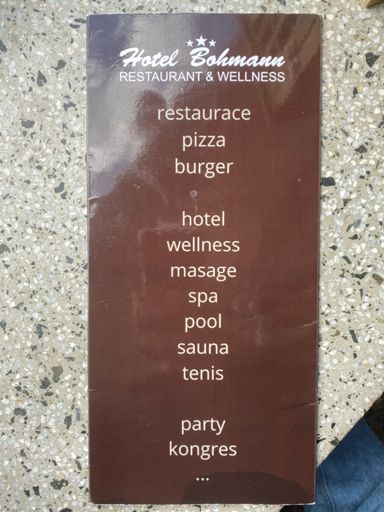 Hotel Bohmann
RESTAURANT & WELLNESS
restaurace
pizza
burger
hotel
wellness
masage
spa
pool
sauna
tenis
party
kongres
...